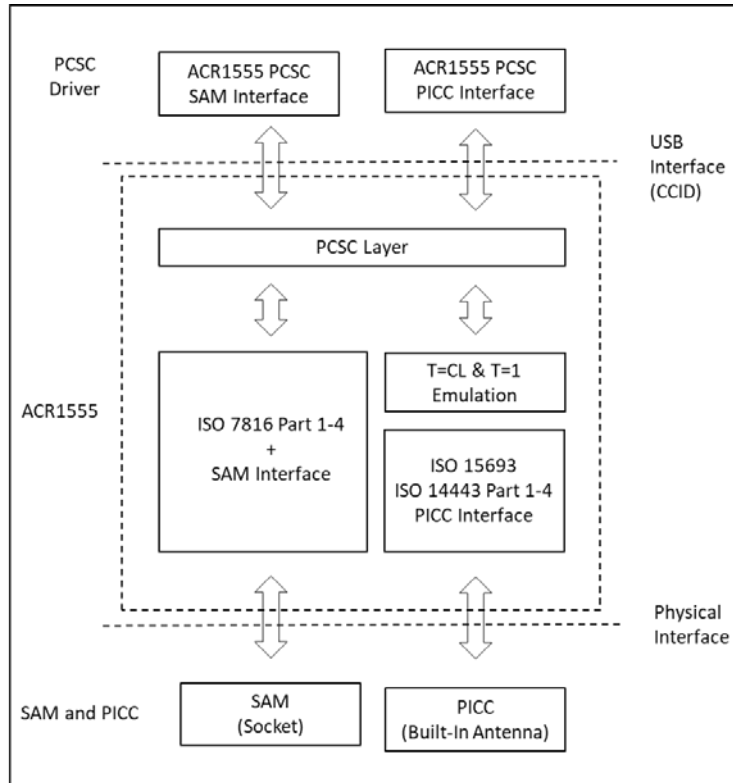 PCSC
Driver
ACR1555 PCSC
SAM Interface
ACR1555 PCSC
PICC Interface
USB
Interface
(CCID)
PCSC Layer
ACR1555
ISO 7816 Part 1-4
+
SAM Interface
T=CL & T=1
Emulation
ISO 15693
ISO 14443 Part 1-4
PICC Interface
Physical
Interface
SAM and PICC
SAM
(Socket)
PICC
(Built-In Antenna)